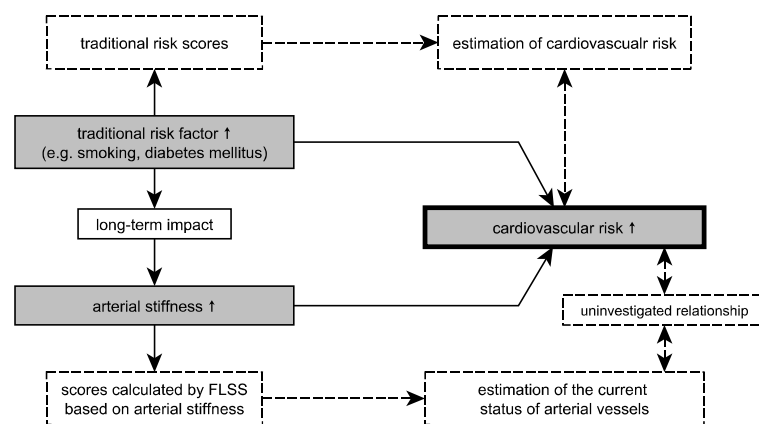 traditional risk scores
estimation of cardiovascualr risk
traditional risk factor ↑
(e.g. smoking, diabetes mellitus)
long-term impact
cardiovascular risk ↑
arterial stiffness ↑
uninvestigated relationship
scores calculated by FLSS
based on arterial stiffness
estimation of the current
status of arterial vessels